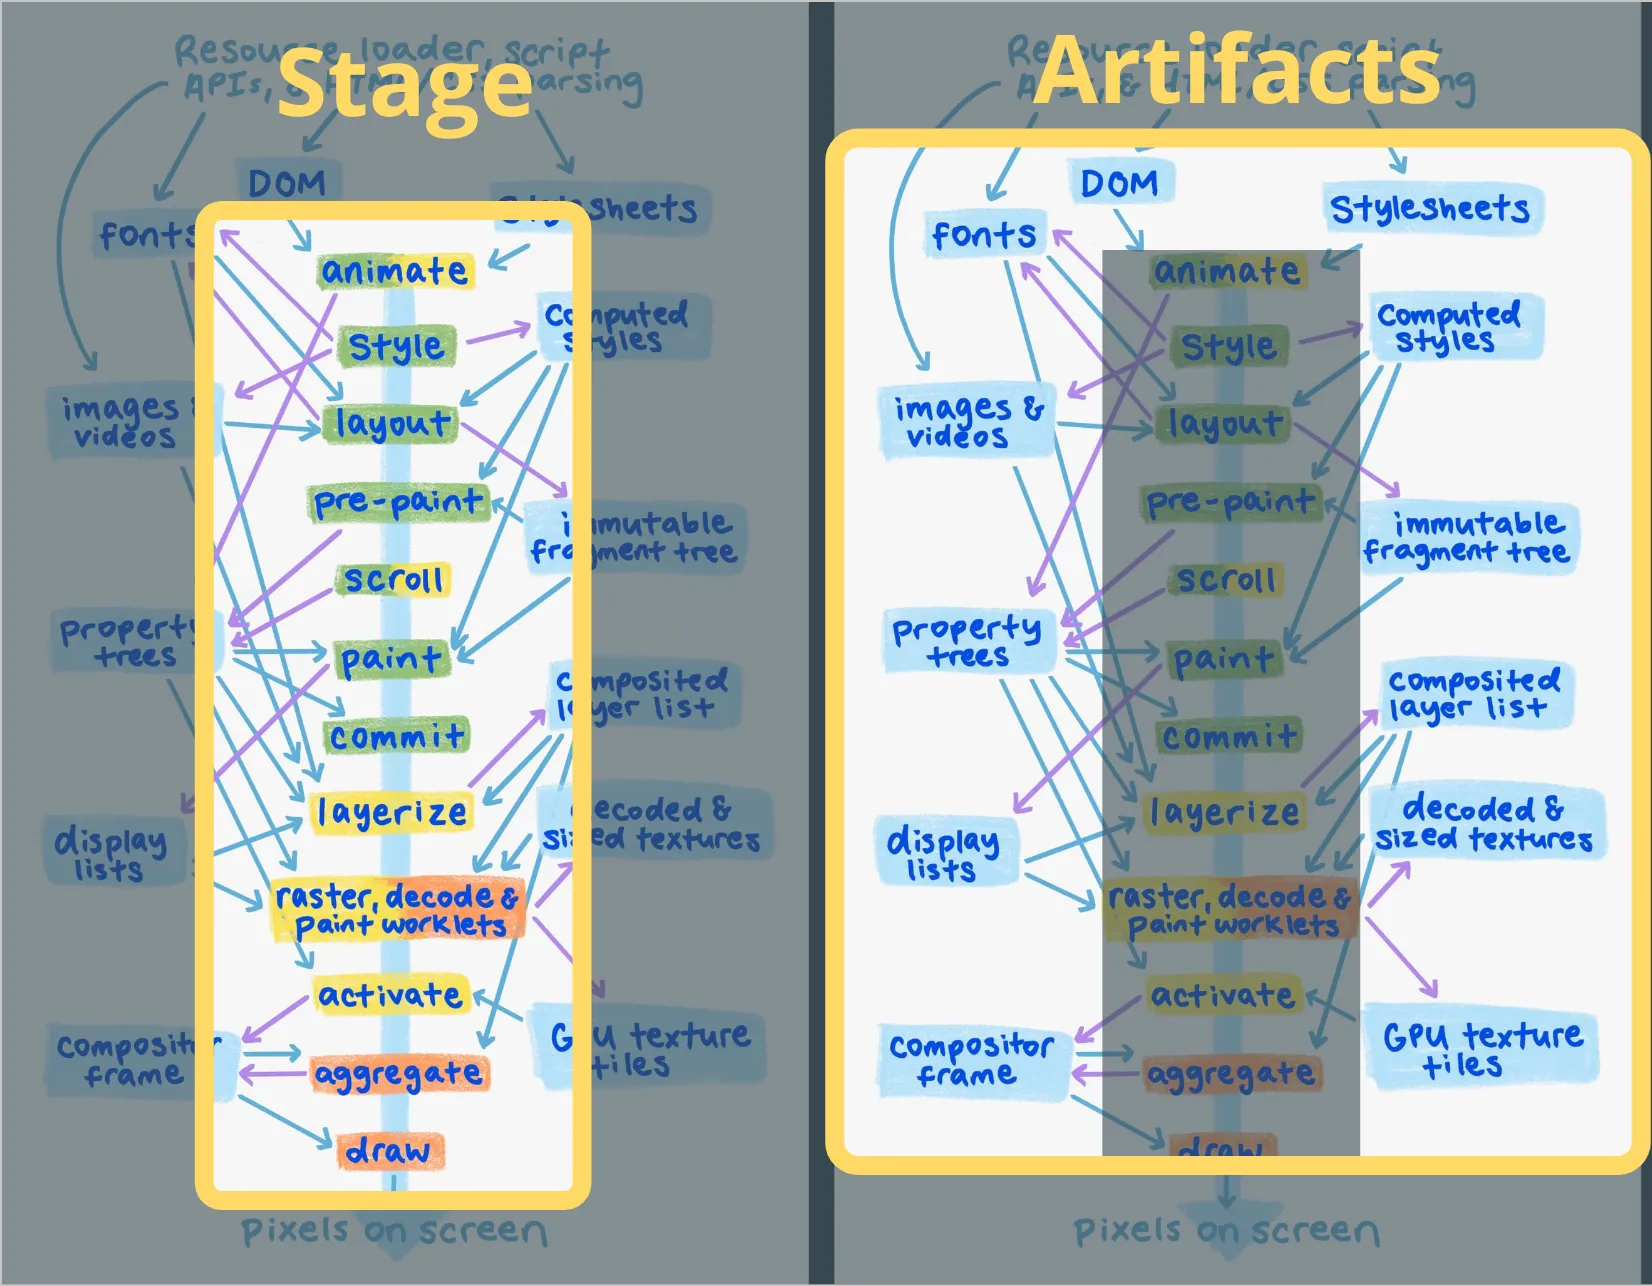 Resource loader, script
APIs, & HTML/CSS parsing
Stage
DOM
Stylesheets
fonts
animate
Computed
styles
Style
images &
videos
layout
pre-paint
immutable
fragment tree
scroll
property
trees
paint
composited
layer list
commit
layerize
decoded &
sized textures
display
lists
raster, decode &
paint worklets
activate
compositor
frame
GPU texture
tiles
aggregate
draw
pixels on screen
Resource loader, script
APIs, & HTML/CSS parsing
Artifacts
DOM
Stylesheets
fonts
animate
Computed
styles
Style
images &
videos
layout
pre-paint
immutable
fragment tree
scroll
property
trees
paint
composited
layer list
commit
layerize
decoded &
sized textures
display
lists
raster, decode &
paint worklets
activate
compositor
frame
GPU texture
tiles
aggregate
draw
pixels on screen